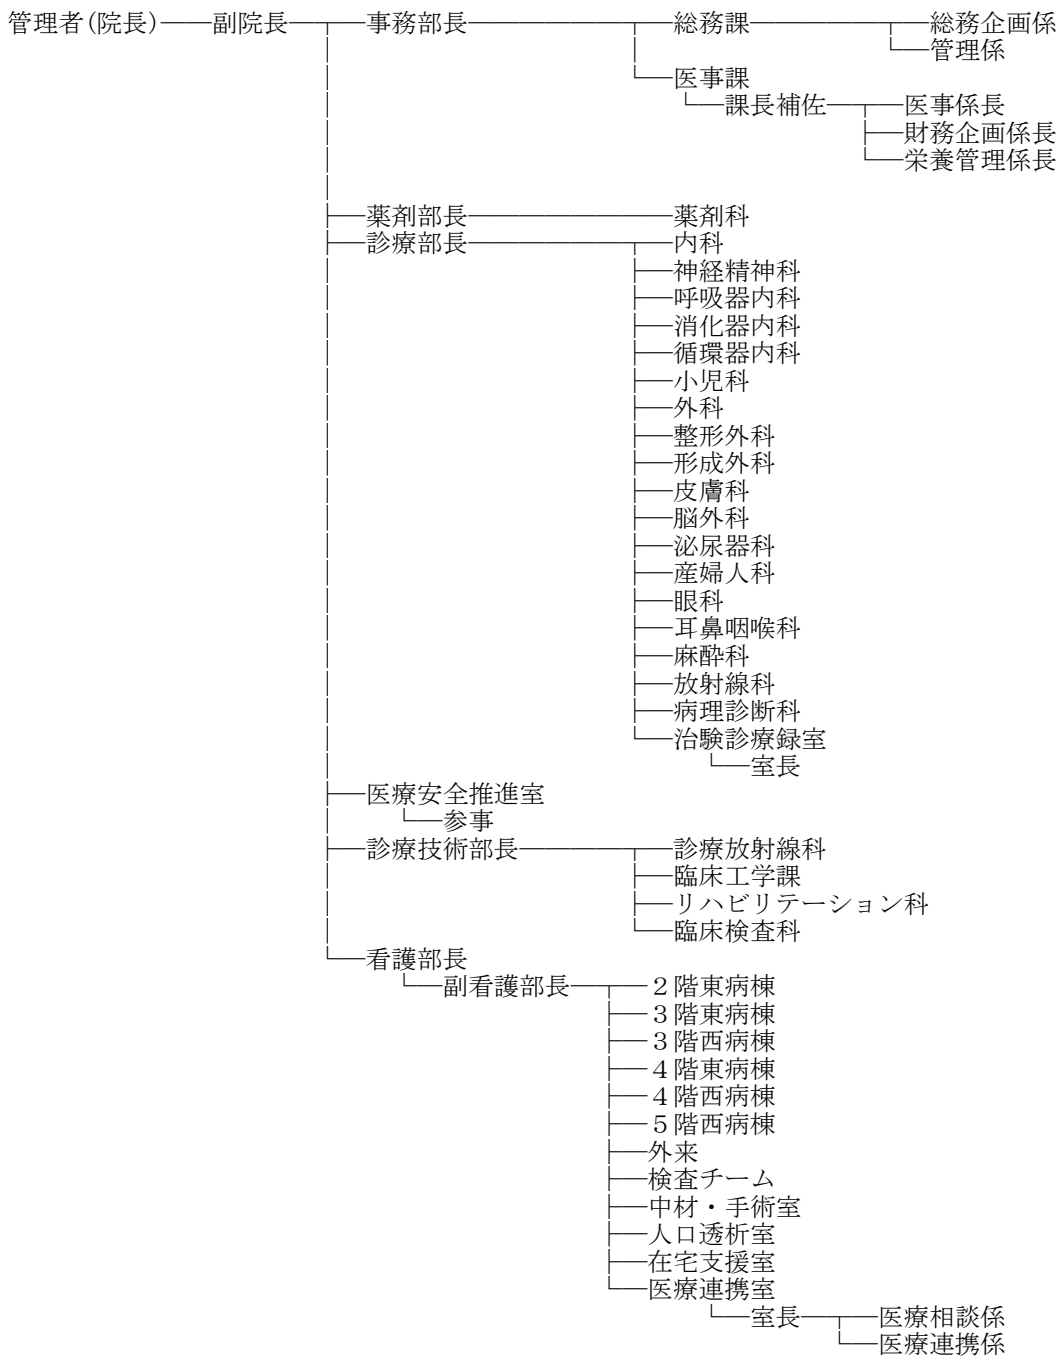 管理者(院長) 副院長 事務部長 総務課 総務企画係
管理係
医事課
課長補佐 医事係長
財務企画係長
栄養管理係長
薬剤部長 薬剤科
診療部長 内科
神経精神科
呼吸器内科
消化器内科
循環器内科
小児科
外科
整形外科
形成外科
皮膚科
脳外科
泌尿器科
産婦人科
眼科
耳鼻咽喉科
麻酔科
放射線科
病理診断科
治験診療録室
室長
医療安全推進室
参事
診療技術部長 診療放射線科
臨床工学課
リハビリテーション科
臨床検査科
看護部長
副看護部長 2階東病棟
3階東病棟
3階西病棟
4階東病棟
4階西病棟
5階西病棟
外来
検査チーム
中材・手術室
人口透析室
在宅支援室
医療連携室
室長 医療相談係
医療連携係